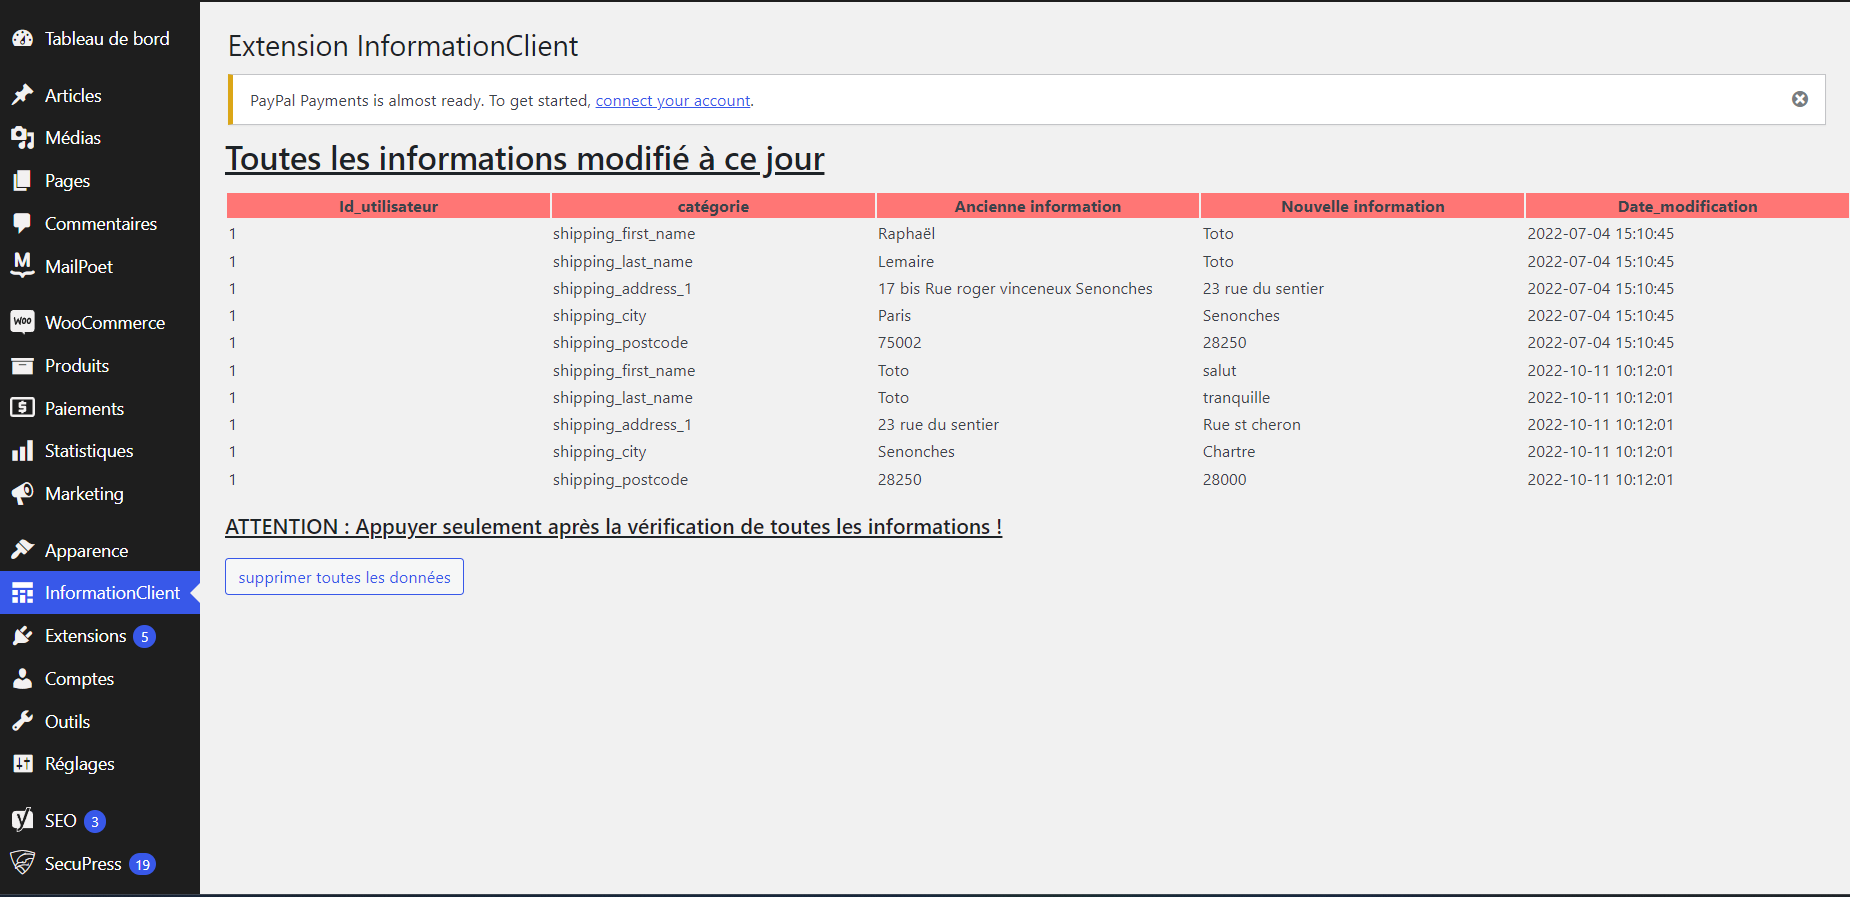 Tableau de bord
Articles
Médias
Pages
Commentaires
MailPoet
WooCommerce
Produits
Paiements
Statistiques
Marketing
Apparence
InformationClient
Extensions 5
Comptes
Outils
Réglages
SEO 3
SecuPress 19
Extension InformationClient
PayPal Payments is almost ready. To get started, connect your account.
Toutes les informations modifié à ce jour
Id_utilisateur catégorie Ancienne information Nouvelle information Date_modification
1 shipping_first_name Raphaël Toto 2022-07-04 15:10:45
1 shipping_last_name Lemaire Toto 2022-07-04 15:10:45
1 shipping_address_1 17 bis Rue roger vinceneux Senonches 23 rue du sentier 2022-07-04 15:10:45
1 shipping_city Paris Senonches 2022-07-04 15:10:45
1 shipping_postcode 75002 28250 2022-07-04 15:10:45
1 shipping_first_name Toto salut 2022-10-11 10:12:01
1 shipping_last_name Toto tranquille 2022-10-11 10:12:01
1 shipping_address_1 23 rue du sentier Rue st cheron 2022-10-11 10:12:01
1 shipping_city Senonches Chartre 2022-10-11 10:12:01
1 shipping_postcode 28250 28000 2022-10-11 10:12:01
ATTENTION : Appuyer seulement après la vérification de toutes les informations !
supprimer toutes les données